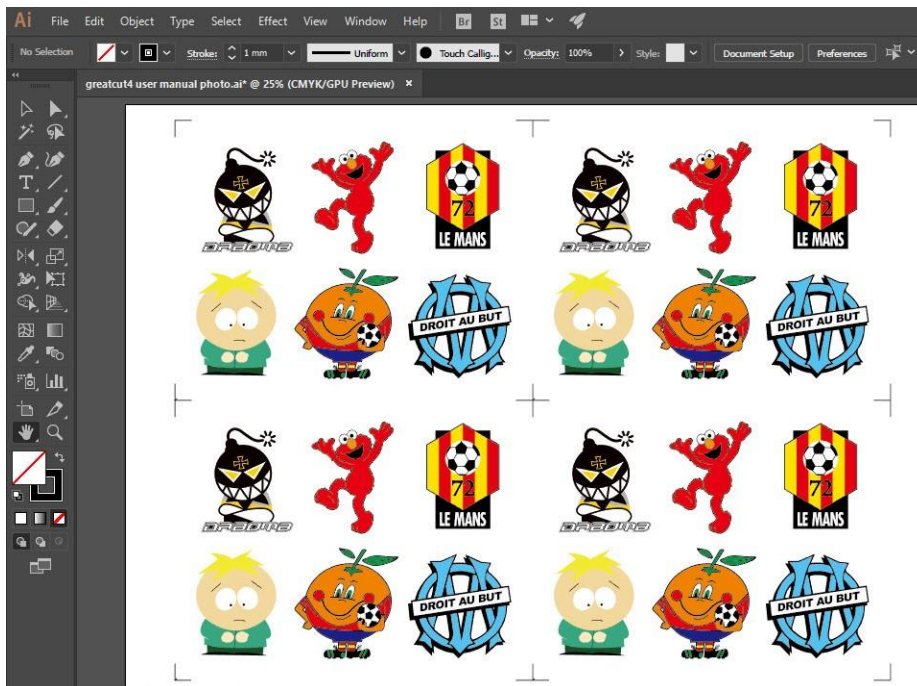 Ai File Edit Object Type Select Effect View Window Help Br St
No Selection Stroke: 1 mm Uniform Touch Callig... Opacity: 100% Style: Document Setup Preferences
greatcut4 user manual photo.ai* @ 25% (CMYK/GPU Preview) ×
72 72
LE MANS LE MANS
DROIT AU BUT DROIT AU BUT
72 72
LE MANS LE MANS
DROIT AU BUT DROIT AU BUT